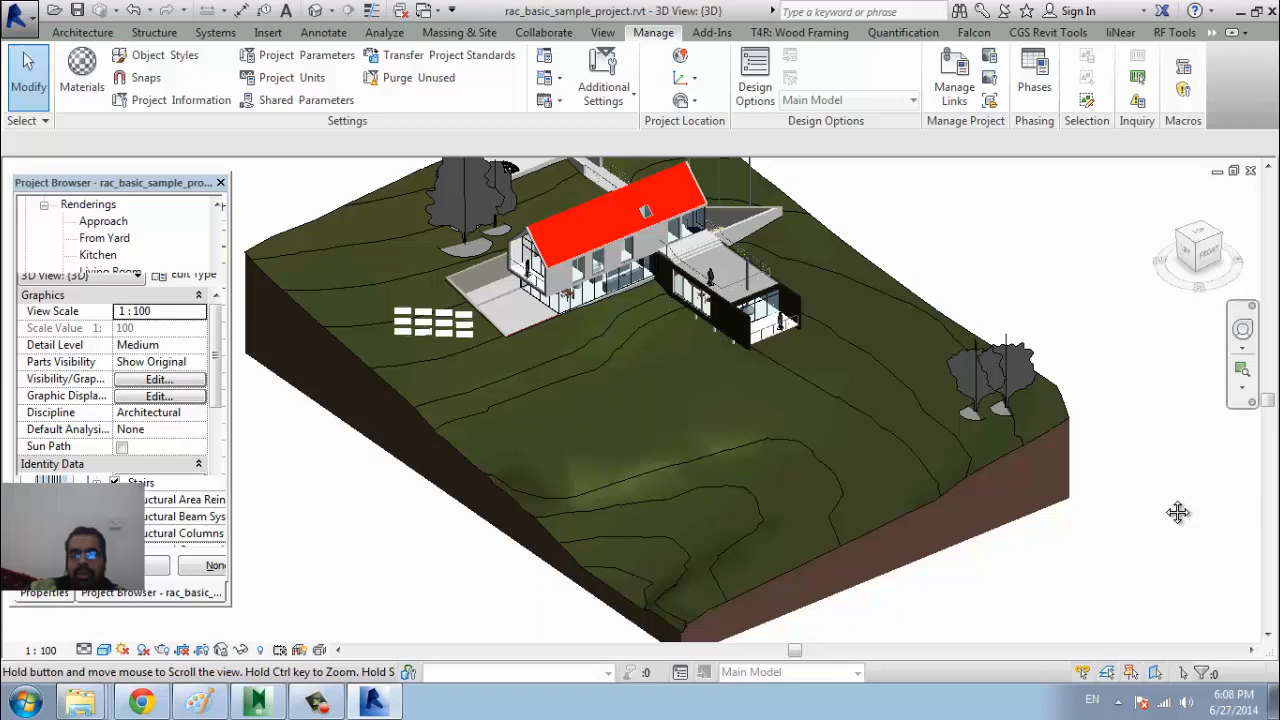 rac_basic_sample_project.rvt - 3D View: {3D}
Type a keyword or phrase
Sign In
Architecture Structure Systems Insert Annotate Analyze Massing & Site Collaborate View Manage Add-Ins T4R: Wood Framing Quantification Falcon CGS Revit Tools liNear RF Tools
Modify
Materials
Object Styles
Snaps
Project Information
Project Parameters
Project Units
Shared Parameters
Transfer Project Standards
Purge Unused
Additional
Settings
Design
Options
Main Model
Manage
Links
Phases
Select Settings Project Location Design Options Manage Project Phasing Selection Inquiry Macros
Project Browser - rac_basic_sample_pro...
Renderings
Approach
From Yard
Kitchen
Living Room
3D View: {3D} Edit Type
Graphics
View Scale 1 : 100
Scale Value 1: 100
Detail Level Medium
Parts Visibility Show Original
Visibility/Grap... Edit...
Graphic Displa... Edit...
Discipline Architectural
Default Analysi... None
Sun Path
Identity Data
Stairs
uctural Area Rein
uctural Beam Sys
uctural Columns
Non
Properties Project Browser - rac_basic_...
FRONT
1 : 100
Hold button and move mouse to Scroll the view. Hold Ctrl key to Zoom. Hold S
:0
Main Model
:0
EN
6:08 PM
6/27/2014